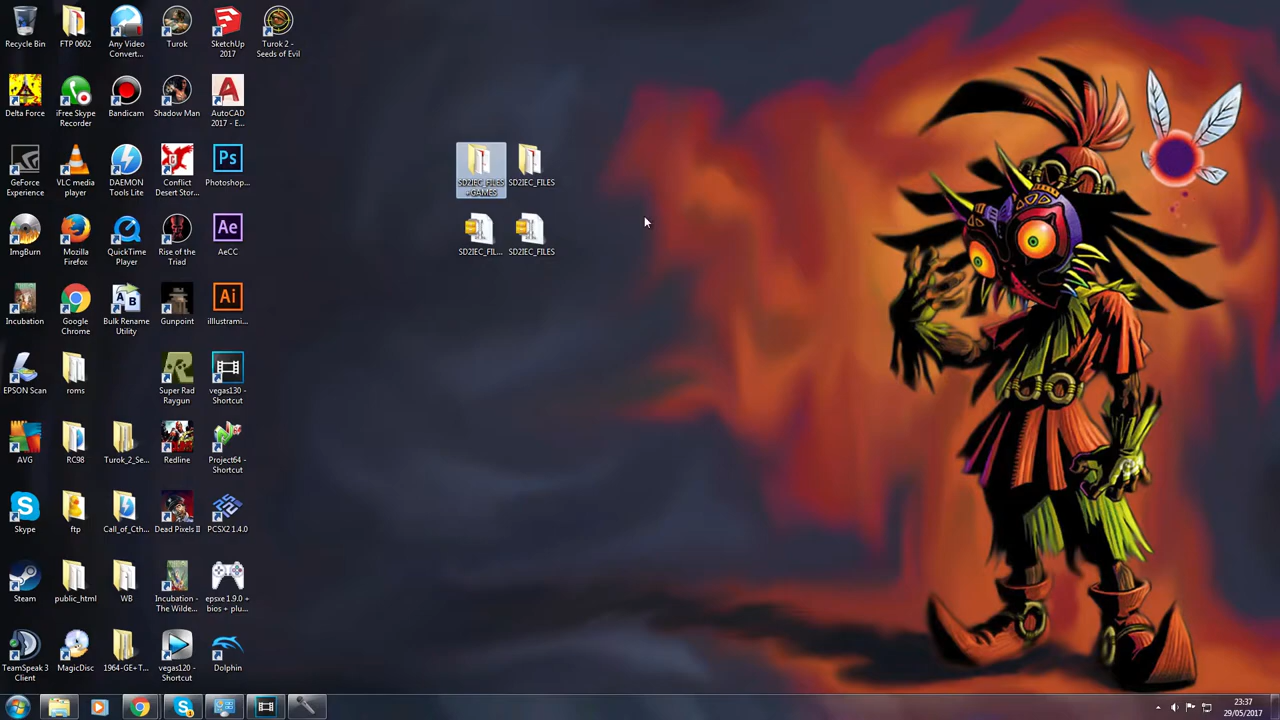 Recycle Bin
FTP 0602
Any Video
Convert...
Turok
SketchUp
2017
Turok 2 -
Seeds of Evil
Delta Force
iFree Skype
Recorder
Bandicam
Shadow Man
AutoCAD
2017 - E...
GeForce
Experience
VLC media
player
DAEMON
Tools Lite
Conflict
Desert Stor...
Photoshop...
SD2IEC_FILES
+GAMES
SD2IEC_FILES
ImgBurn
Mozilla
Firefox
QuickTime
Player
Rise of the
Triad
AeCC
SD2IEC_FIL...
SD2IEC_FILES
Incubation
Google
Chrome
Bulk Rename
Utility
Gunpoint
illlustrami...
EPSON Scan
roms
Super Rad
Raygun
vegas130 -
Shortcut
AVG
RC98
Turok_2_Se...
Redline
Project64 -
Shortcut
Skype
ftp
Call_of_Cth...
Dead Pixels II
PCSX2 1.4.0
Steam
public_html
WB
Incubation -
The Wilde...
epsxe 1.9.0 +
bios + plu...
TeamSpeak 3
Client
MagicDisc
1964-GE+T...
vegas120 -
Shortcut
Dolphin
23:37
29/05/2017